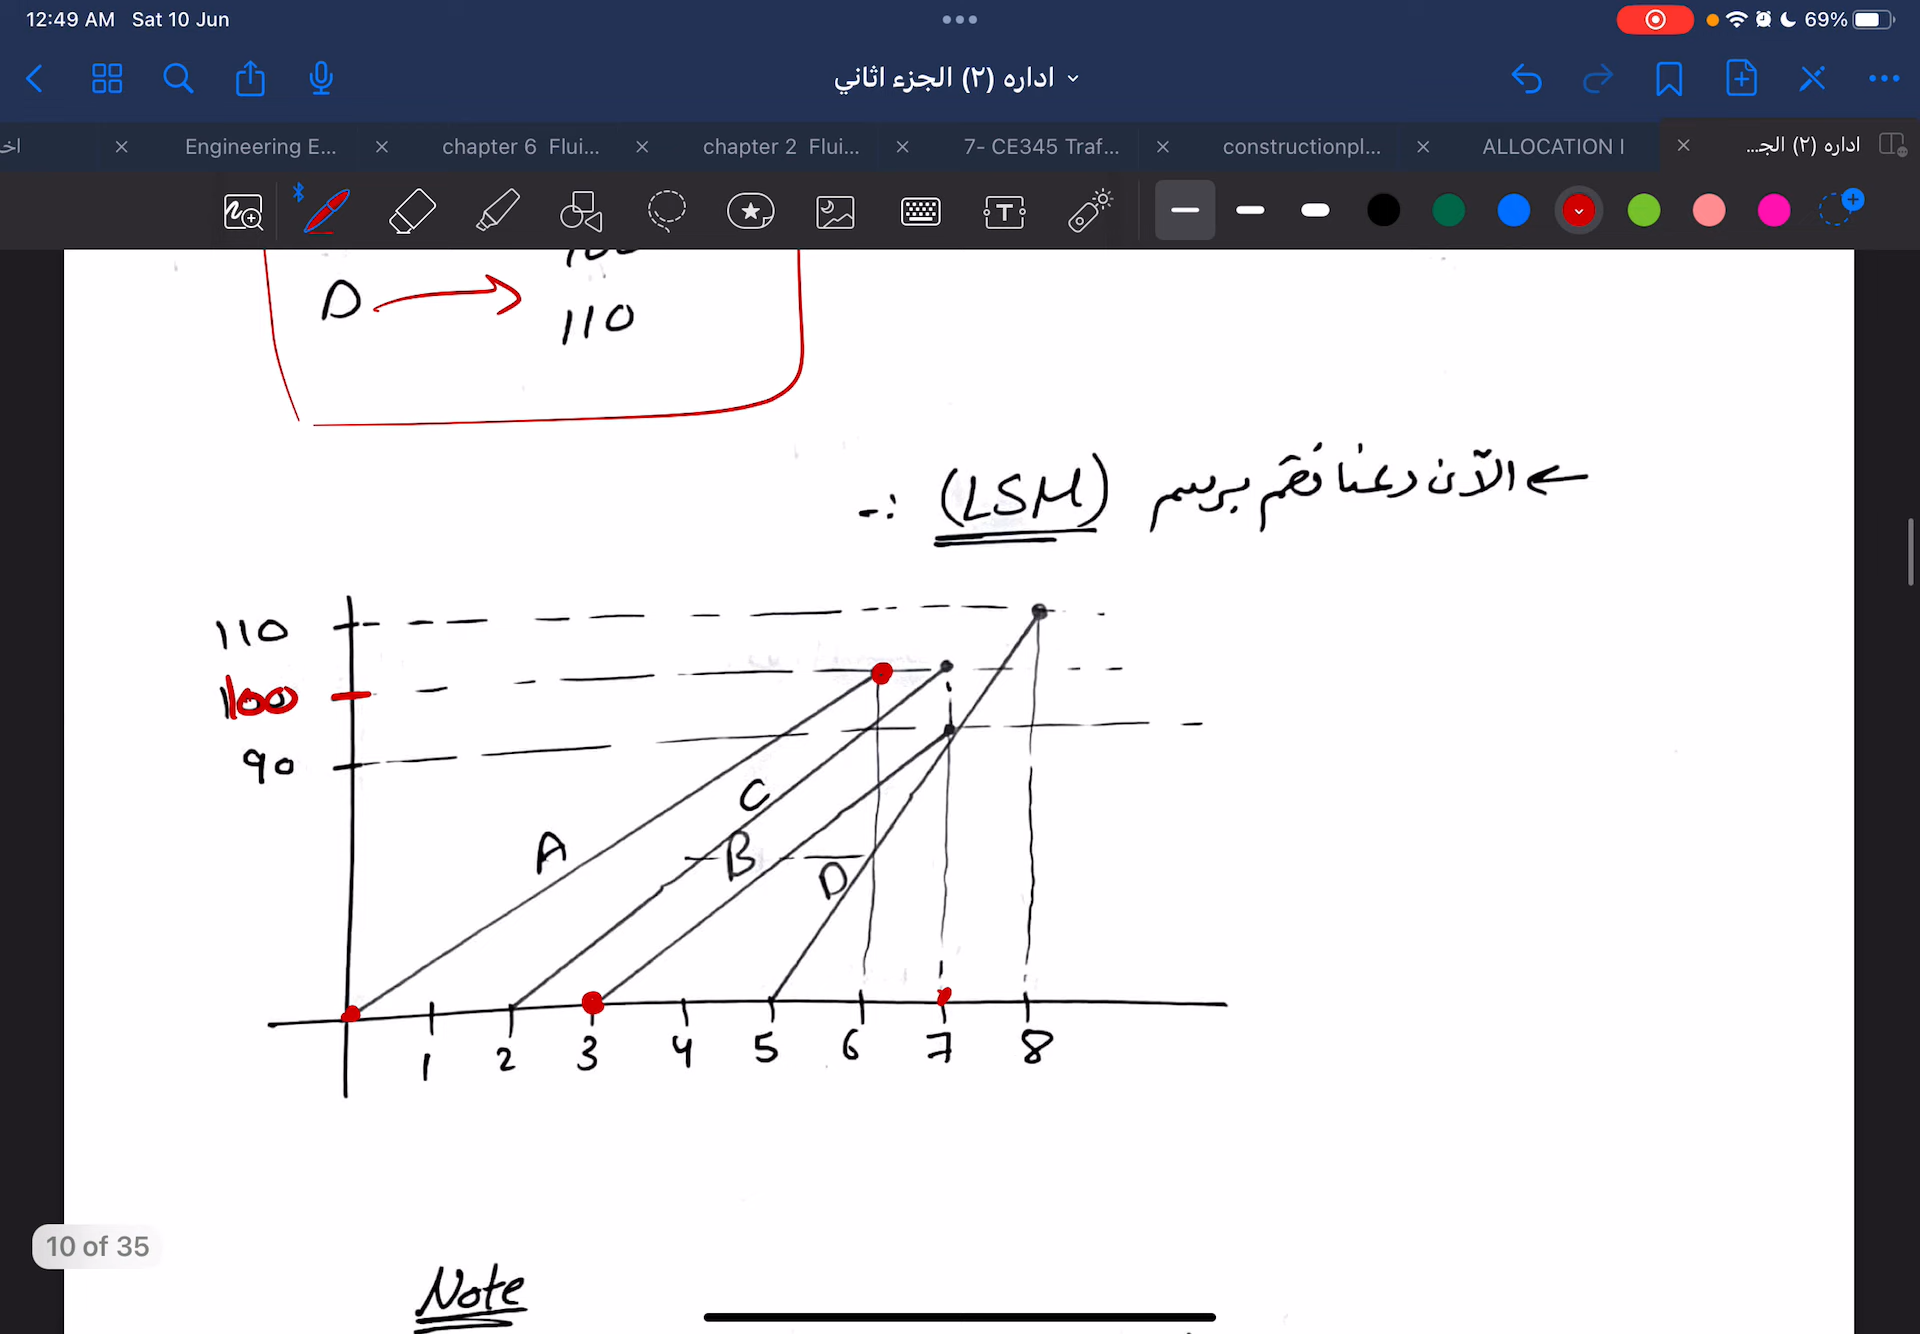 12:49 AM Sat 10 Jun
69%
اداره (٢) الجزء اثاني
Engineering E...
chapter 6 Flui...
chapter 2 Flui...
7- CE345 Traf...
constructionpl...
ALLOCATION I
اداره (٢) الجـ...
D
110
← الآن دعنا نقم برسم (LSM) :-
110
100
90
A
C
B
D
1 2 3 4 5 6 7 8
10 of 35
Note